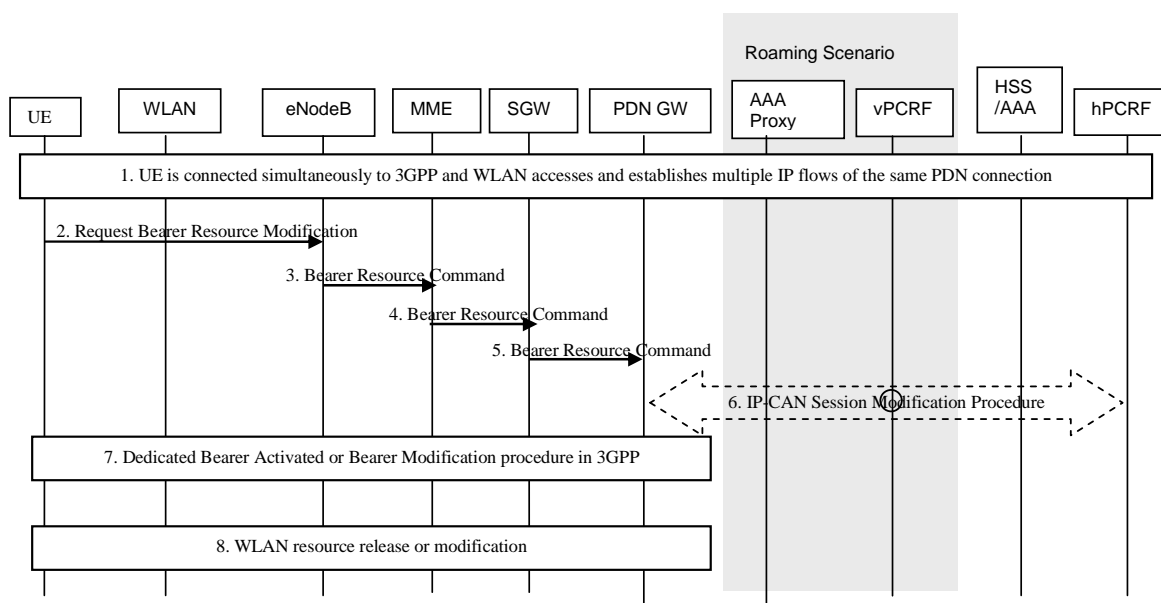 Roaming Scenario
UE
WLAN
eNodeB
MME
SGW
PDN GW
AAA
Proxy
vPCRF
HSS
/AAA
hPCRF
1. UE is connected simultaneously to 3GPP and WLAN accesses and establishes multiple IP flows of the same PDN connection
2. Request Bearer Resource Modification
3. Bearer Resource Command
4. Bearer Resource Command
5. Bearer Resource Command
6. IP-CAN Session Modification Procedure
7. Dedicated Bearer Activated or Bearer Modification procedure in 3GPP
8. WLAN resource release or modification